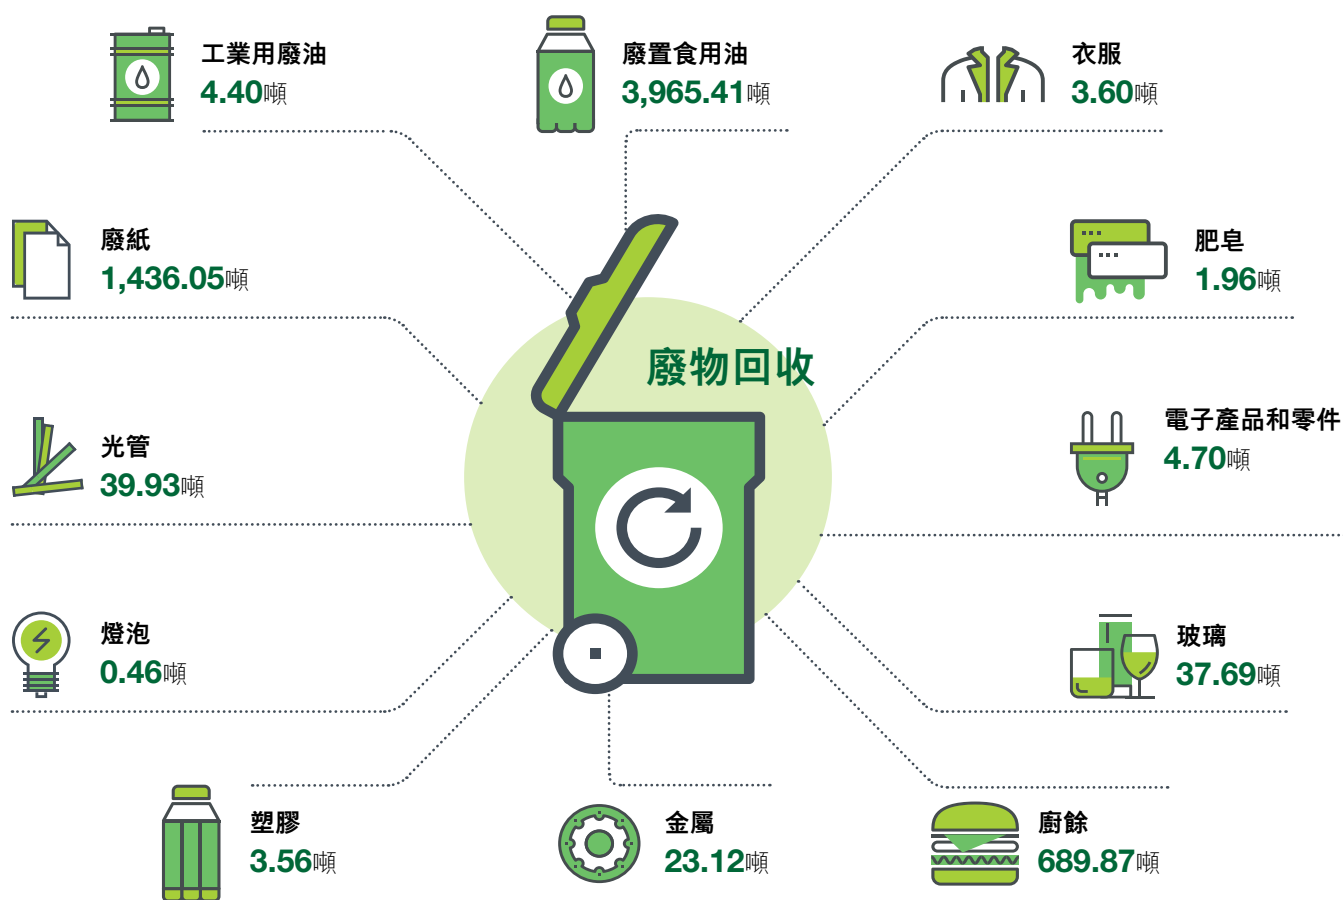 工業用廢油
4.40噸
廢置食用油
3,965.41噸
衣服
3.60噸
廢紙
1,436.05噸
肥皂
1.96噸
廢物回收
光管
39.93噸
電子產品和零件
4.70噸
燈泡
0.46噸
玻璃
37.69噸
塑膠
3.56噸
金屬
23.12噸
廚餘
689.87噸